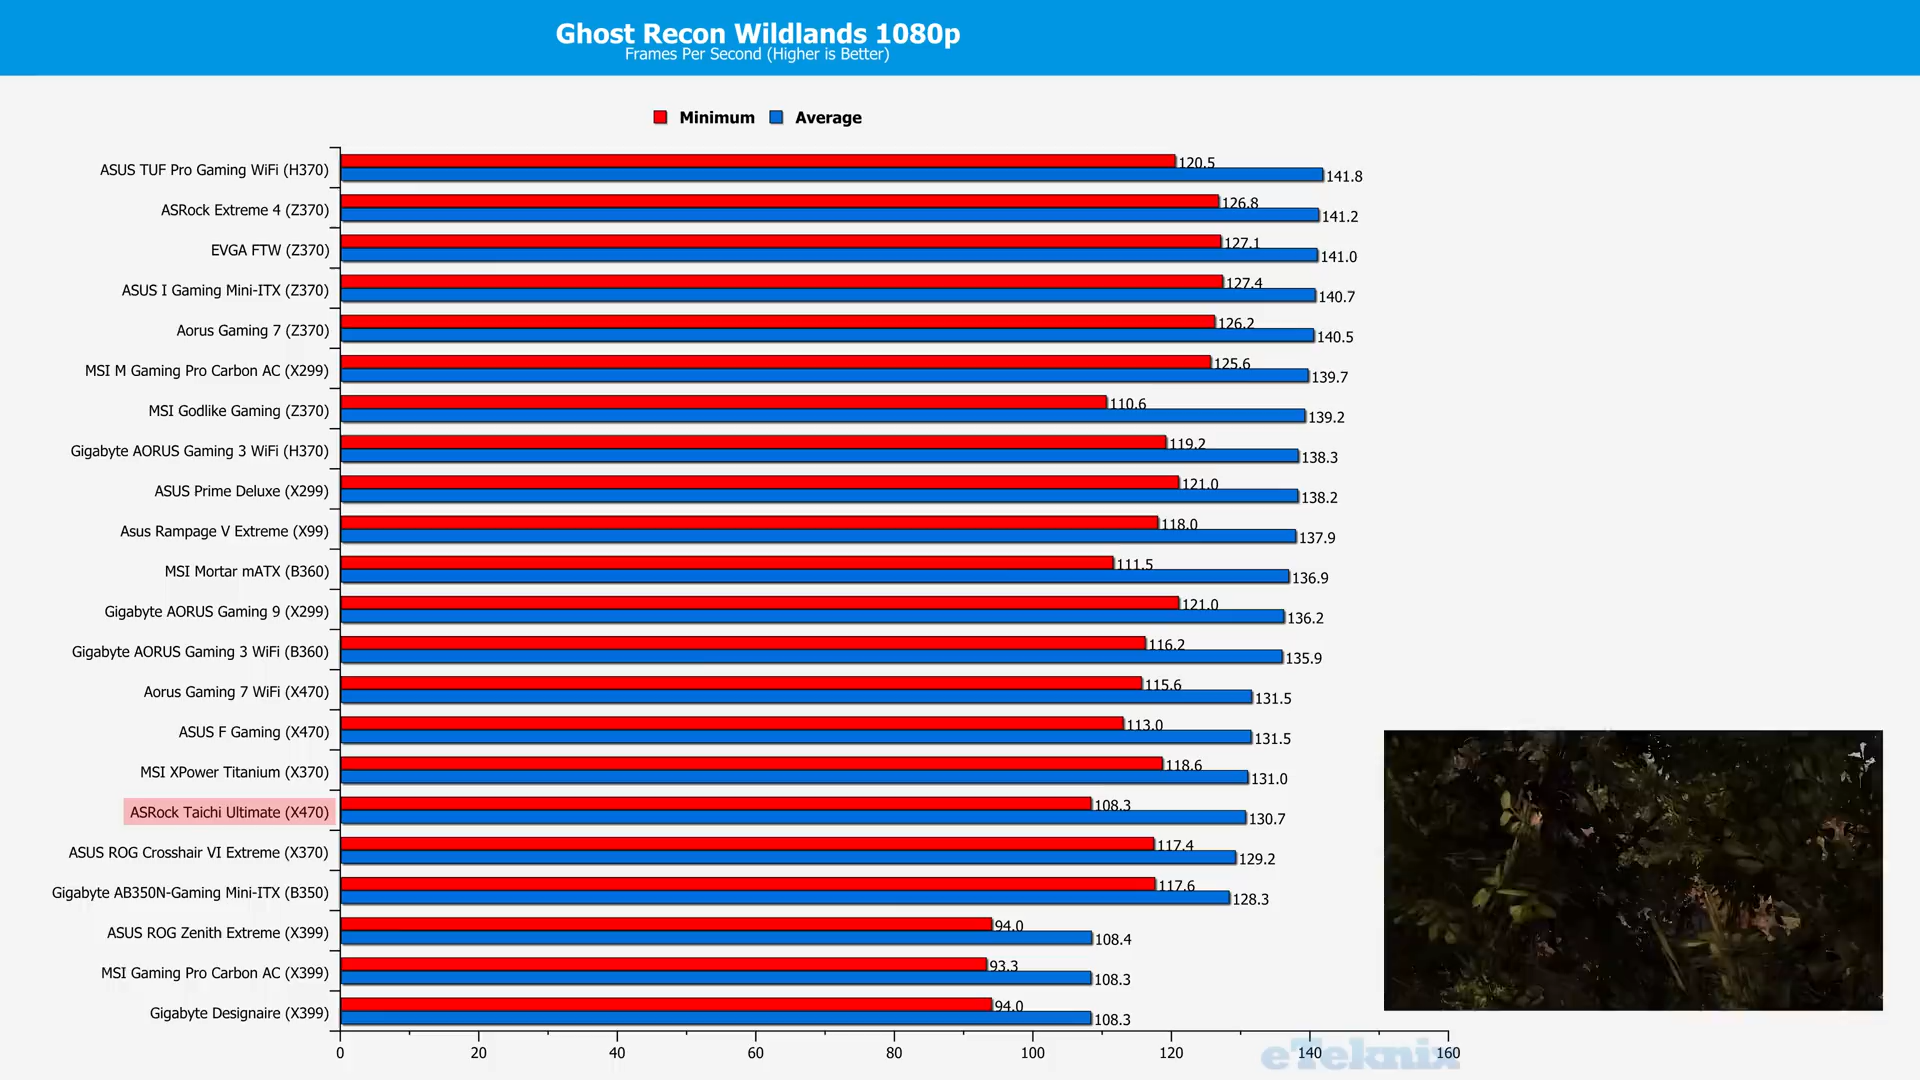 Ghost Recon Wildlands 1080p
Frames Per Second (Higher is Better)
Minimum Average
ASUS TUF Pro Gaming WiFi (H370) 120.5 141.8
ASRock Extreme 4 (Z370) 126.8 141.2
EVGA FTW (Z370) 127.1 141.0
ASUS I Gaming Mini-ITX (Z370) 127.4 140.7
Aorus Gaming 7 (Z370) 126.2 140.5
MSI M Gaming Pro Carbon AC (X299) 125.6 139.7
MSI Godlike Gaming (Z370) 110.6 139.2
Gigabyte AORUS Gaming 3 WiFi (H370) 119.2 138.3
ASUS Prime Deluxe (X299) 121.0 138.2
Asus Rampage V Extreme (X99) 118.0 137.9
MSI Mortar mATX (B360) 111.5 136.9
Gigabyte AORUS Gaming 9 (X299) 121.0 136.2
Gigabyte AORUS Gaming 3 WiFi (B360) 116.2 135.9
Aorus Gaming 7 WiFi (X470) 115.6 131.5
ASUS F Gaming (X470) 113.0 131.5
MSI XPower Titanium (X370) 118.6 131.0
ASRock Taichi Ultimate (X470) 108.3 130.7
ASUS ROG Crosshair VI Extreme (X370) 117.4 129.2
Gigabyte AB350N-Gaming Mini-ITX (B350) 117.6 128.3
ASUS ROG Zenith Extreme (X399) 94.0 108.4
MSI Gaming Pro Carbon AC (X399) 93.3 108.3
Gigabyte Designaire (X399) 94.0 108.3
0 20 40 60 80 100 120 140 160
eTeknix